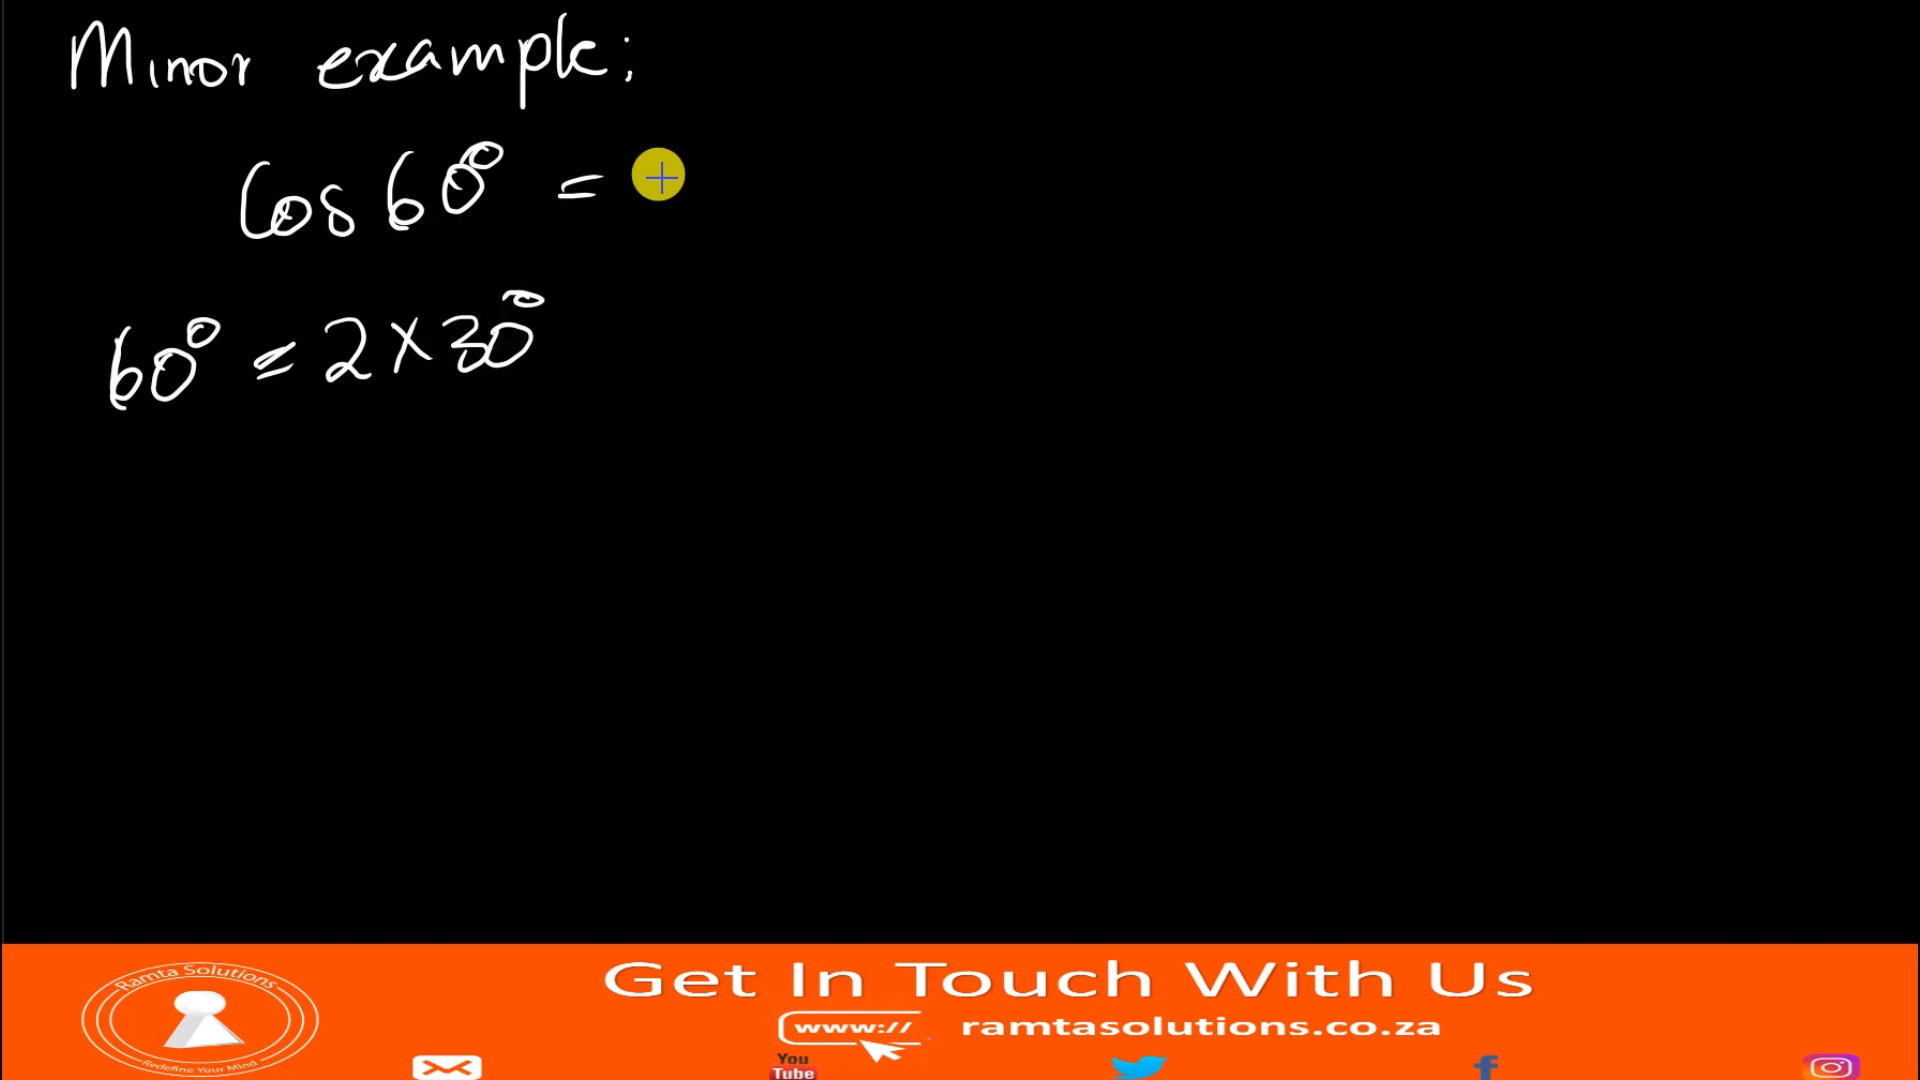 Minor example:
Cos 60° =
60° = 2 × 30°
Ramta Solutions
Redefine Your Mind
Get In Touch With Us
www:// ramtasolutions.co.za
You
Tube